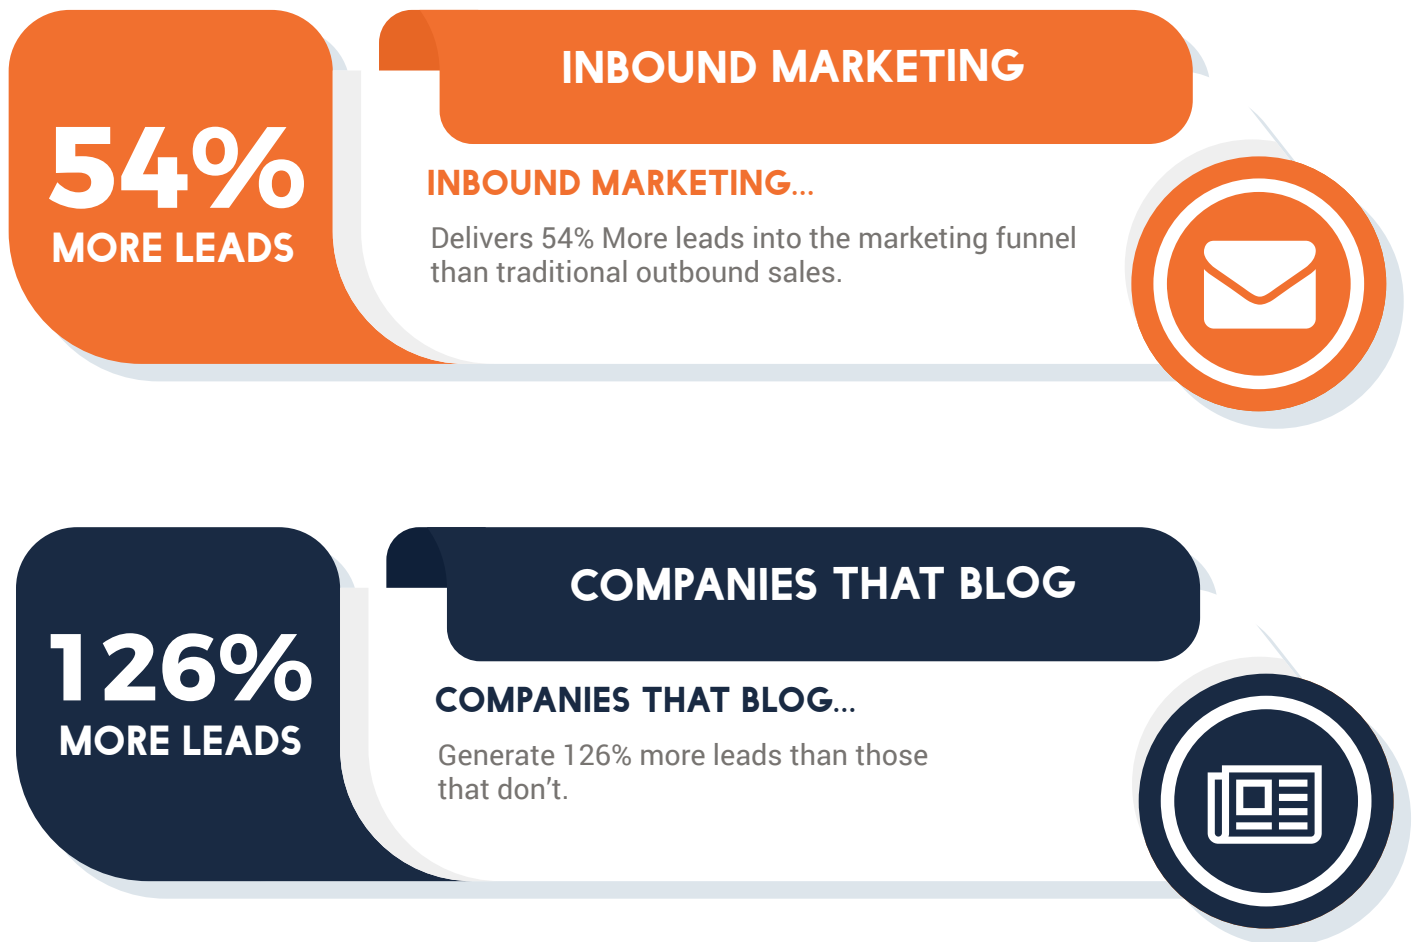 54%
MORE LEADS
INBOUND MARKETING
INBOUND MARKETING...
Delivers 54% More leads into the marketing funnel
than traditional outbound sales.
126%
MORE LEADS
COMPANIES THAT BLOG
COMPANIES THAT BLOG...
Generate 126% more leads than those
that don’t.